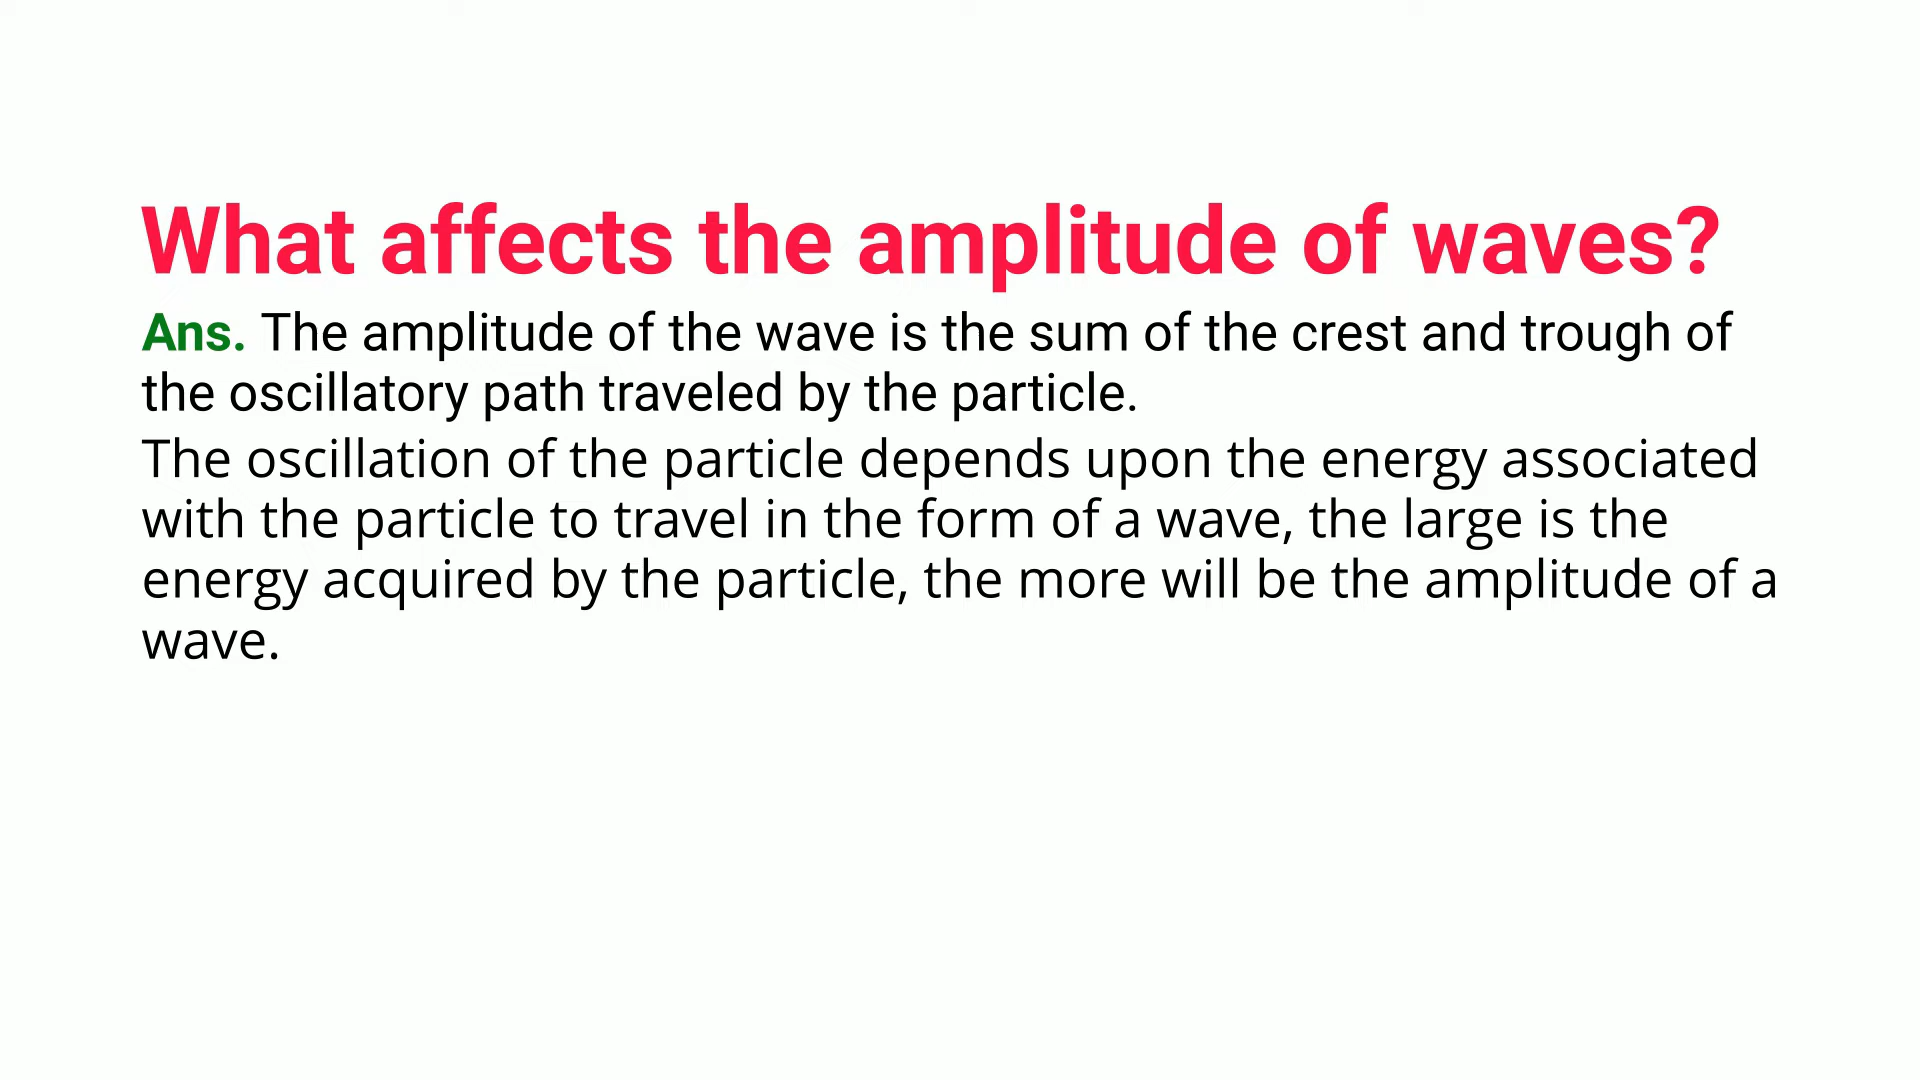 What affects the amplitude of waves?
Ans. The amplitude of the wave is the sum of the crest and trough of
the oscillatory path traveled by the particle.
The oscillation of the particle depends upon the energy associated
with the particle to travel in the form of a wave, the large is the
energy acquired by the particle, the more will be the amplitude of a
wave.